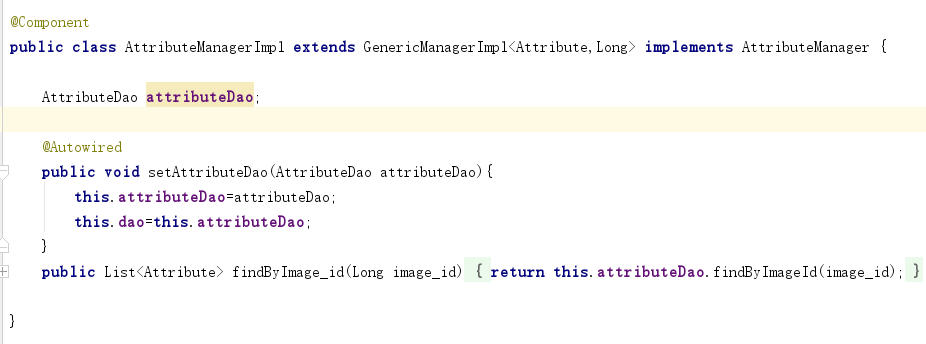 @Component
public class AttributeManagerImpl extends GenericManagerImpl<Attribute,Long> implements AttributeManager {
AttributeDao attributeDao;
@Autowired
public void setAttributeDao(AttributeDao attributeDao){
this.attributeDao=attributeDao;
this.dao=this.attributeDao;
}
public List<Attribute> findByImage_id(Long image_id) { return this.attributeDao.findByImageId(image_id); }
}